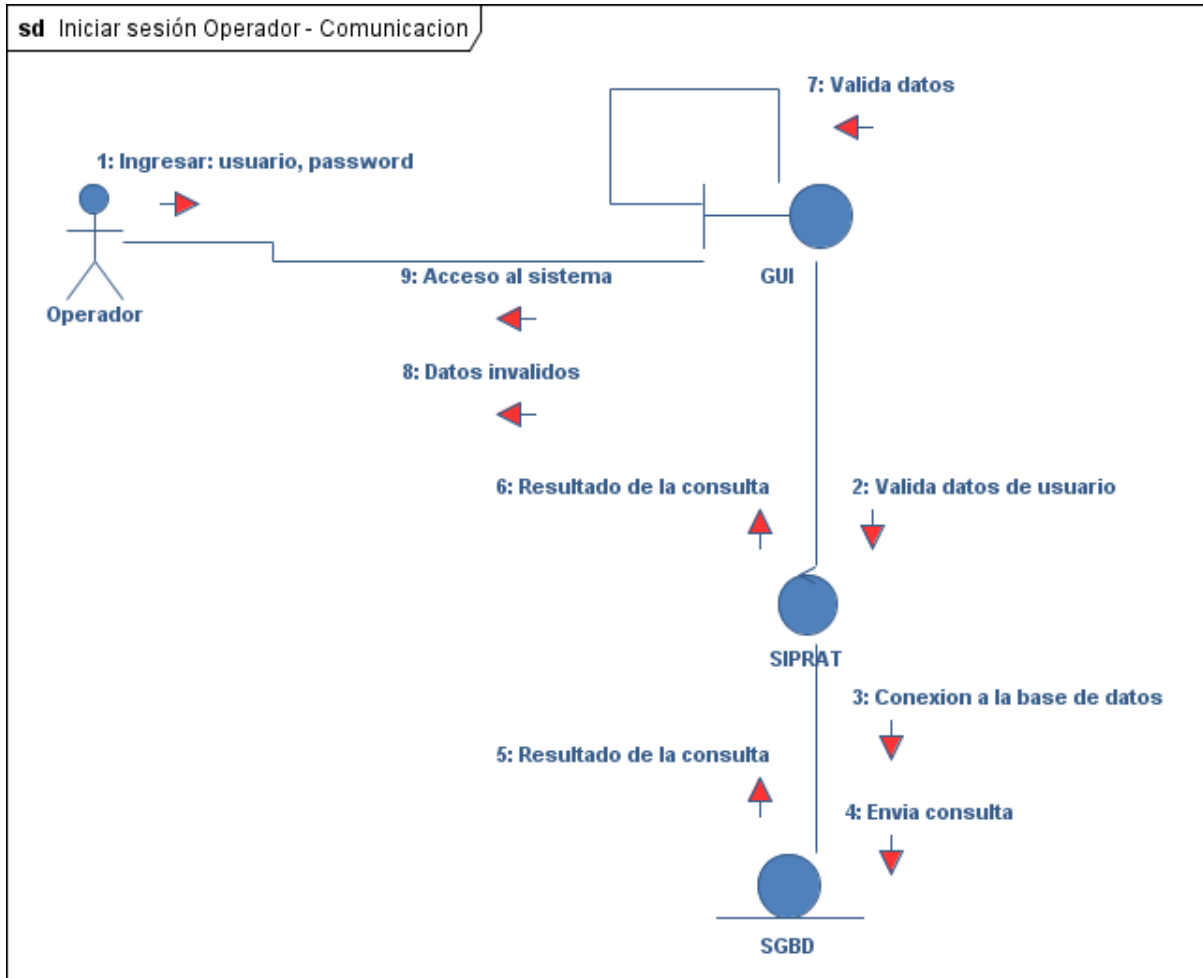 sd Iniciar sesión Operador - Comunicacion
7: Valida datos
1: Ingresar: usuario, password
9: Acceso al sistema
GUI
Operador
8: Datos invalidos
6: Resultado de la consulta
2: Valida datos de usuario
SIPRAT
3: Conexion a la base de datos
5: Resultado de la consulta
4: Envia consulta
SGBD